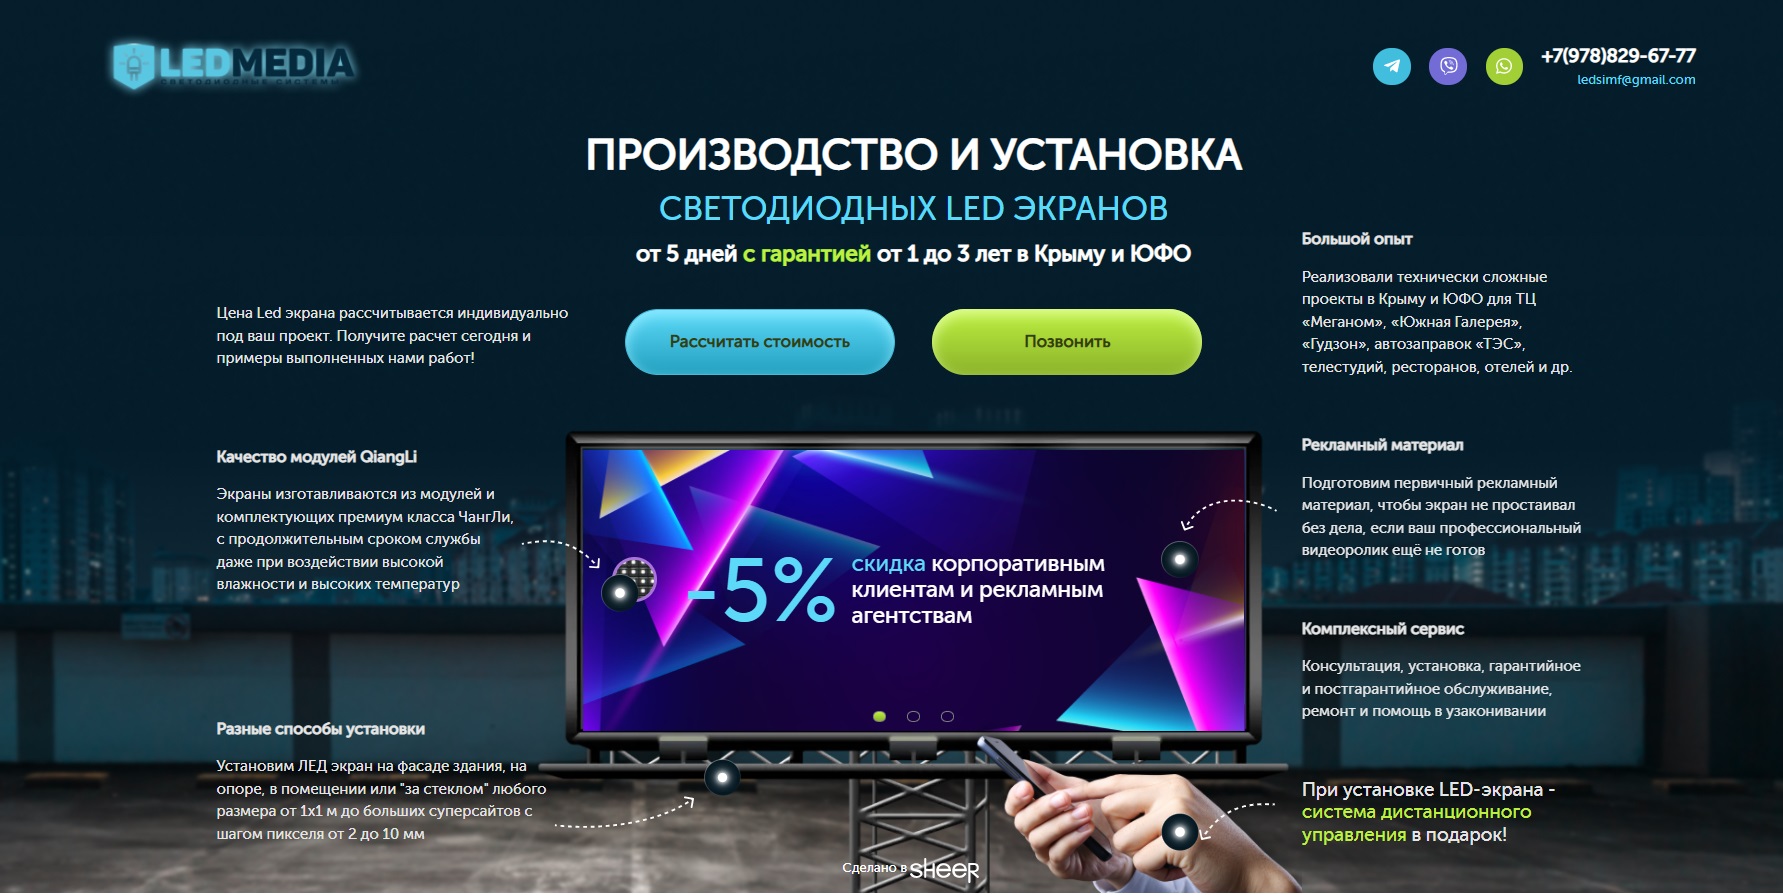 LEDMEDIA
СВЕТОДИОДНЫЕ СИСТЕМЫ
+7(978)829-67-77
ledsimf@gmail.com
ПРОИЗВОДСТВО И УСТАНОВКА
СВЕТОДИОДНЫХ LED ЭКРАНОВ
от 5 дней с гарантией от 1 до 3 лет в Крыму и ЮФО
Цена Led экрана рассчитывается индивидуально
под ваш проект. Получите расчет сегодня и
примеры выполненных нами работ!
Рассчитать стоимость
Позвонить
Большой опыт
Реализовали технически сложные
проекты в Крыму и ЮФО для ТЦ
«Меганом», «Южная Галерея»,
«Гудзон», автозаправок «ТЭС»,
телестудий, ресторанов, отелей и др.
Качество модулей QiangLi
Экраны изготавливаются из модулей и
комплектующих премиум класса ЧангЛи,
с продолжительным сроком службы
даже при воздействии высокой
влажности и высоких температур
-5%
скидка корпоративным
клиентам и рекламным
агентствам
Рекламный материал
Подготовим первичный рекламный
материал, чтобы экран не простаивал
без дела, если ваш профессиональный
видеоролик ещё не готов
Комплексный сервис
Консультация, установка, гарантийное
и постгарантийное обслуживание,
ремонт и помощь в узаконивании
Разные способы установки
Установим ЛЕД экран на фасаде здания, на
опоре, в помещении или "за стеклом" любого
размера от 1х1 м до больших суперсайтов с
шагом пикселя от 2 до 10 мм
При установке LED-экрана -
система дистанционного
управления в подарок!
Сделано в sheer